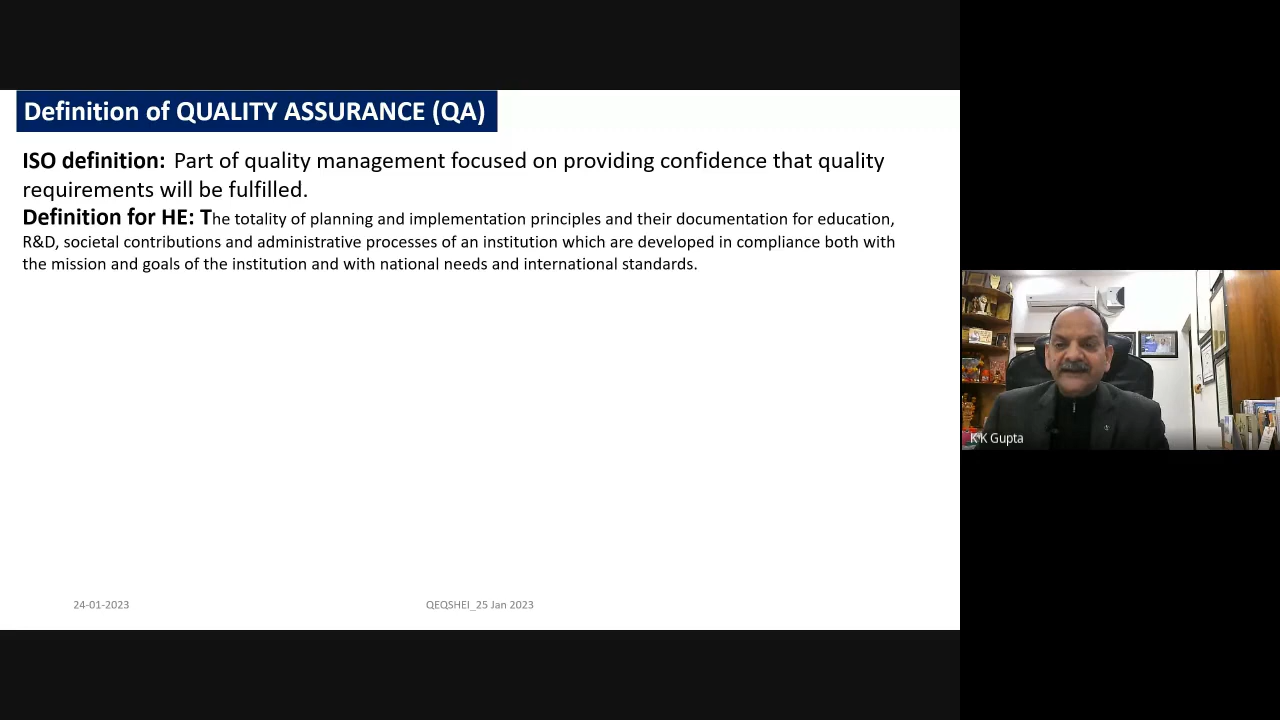 Definition of QUALITY ASSURANCE (QA)
ISO definition: Part of quality management focused on providing confidence that quality
requirements will be fulfilled.
Definition for HE: The totality of planning and implementation principles and their documentation for education,
R&D, societal contributions and administrative processes of an institution which are developed in compliance both with
the mission and goals of the institution and with national needs and international standards.
24-01-2023
QEQSHEI_25 Jan 2023
K K Gupta